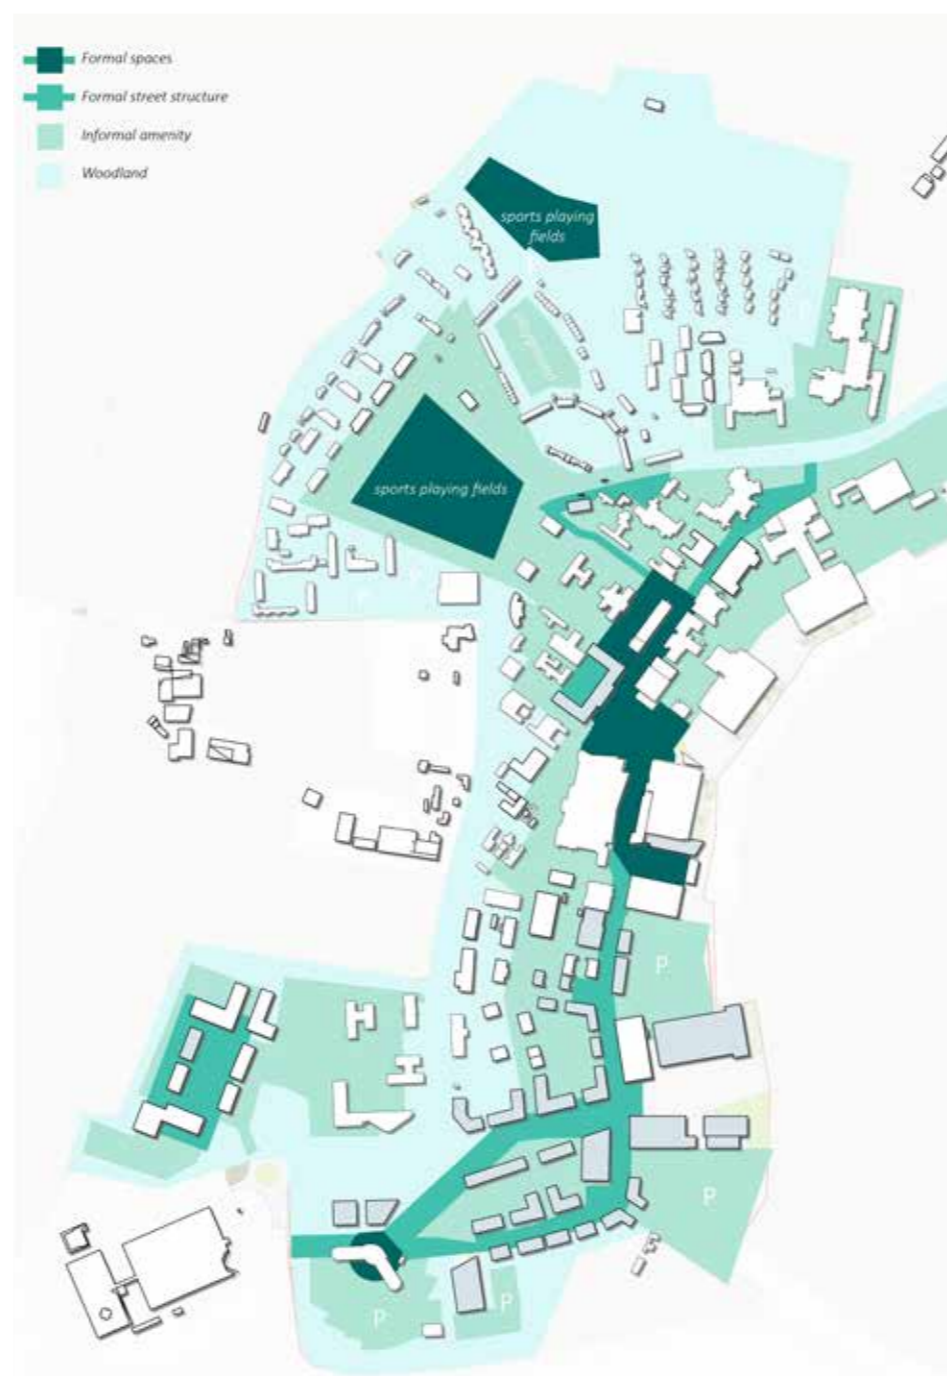 Formal spaces
Formal street structure
Informal amenity
Woodland
sports playing
fields
sports playing fields
P
P
P
P
P
P